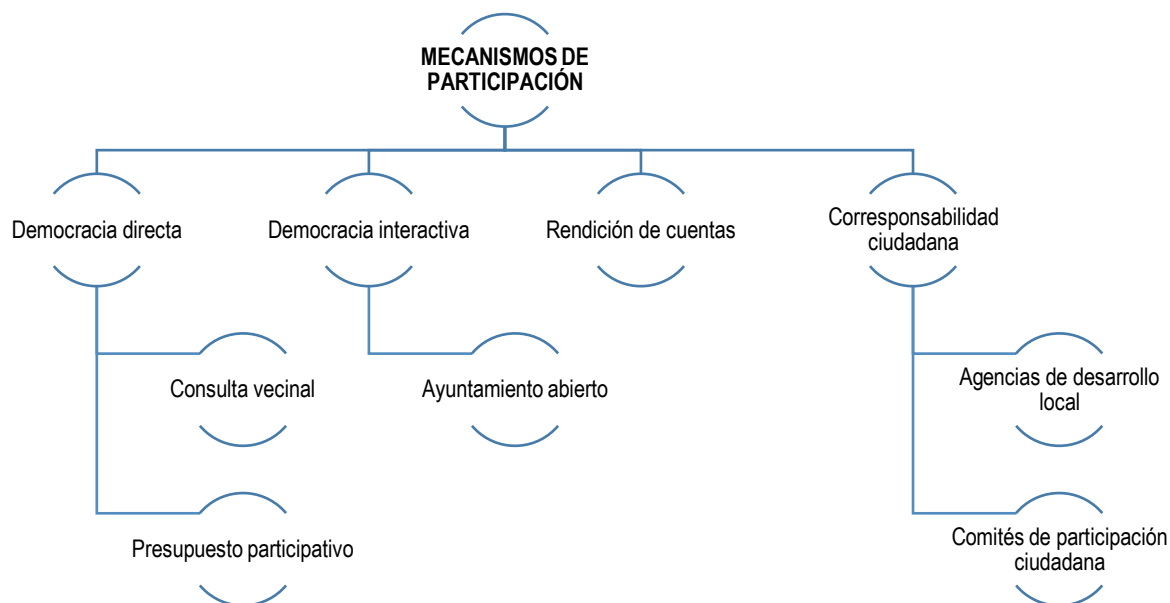 MECANISMOS DE
PARTICIPACIÓN
Democracia directa
Democracia interactiva
Rendición de cuentas
Corresponsabilidad
ciudadana
Consulta vecinal
Ayuntamiento abierto
Agencias de desarrollo
local
Presupuesto participativo
Comités de participación
ciudadana